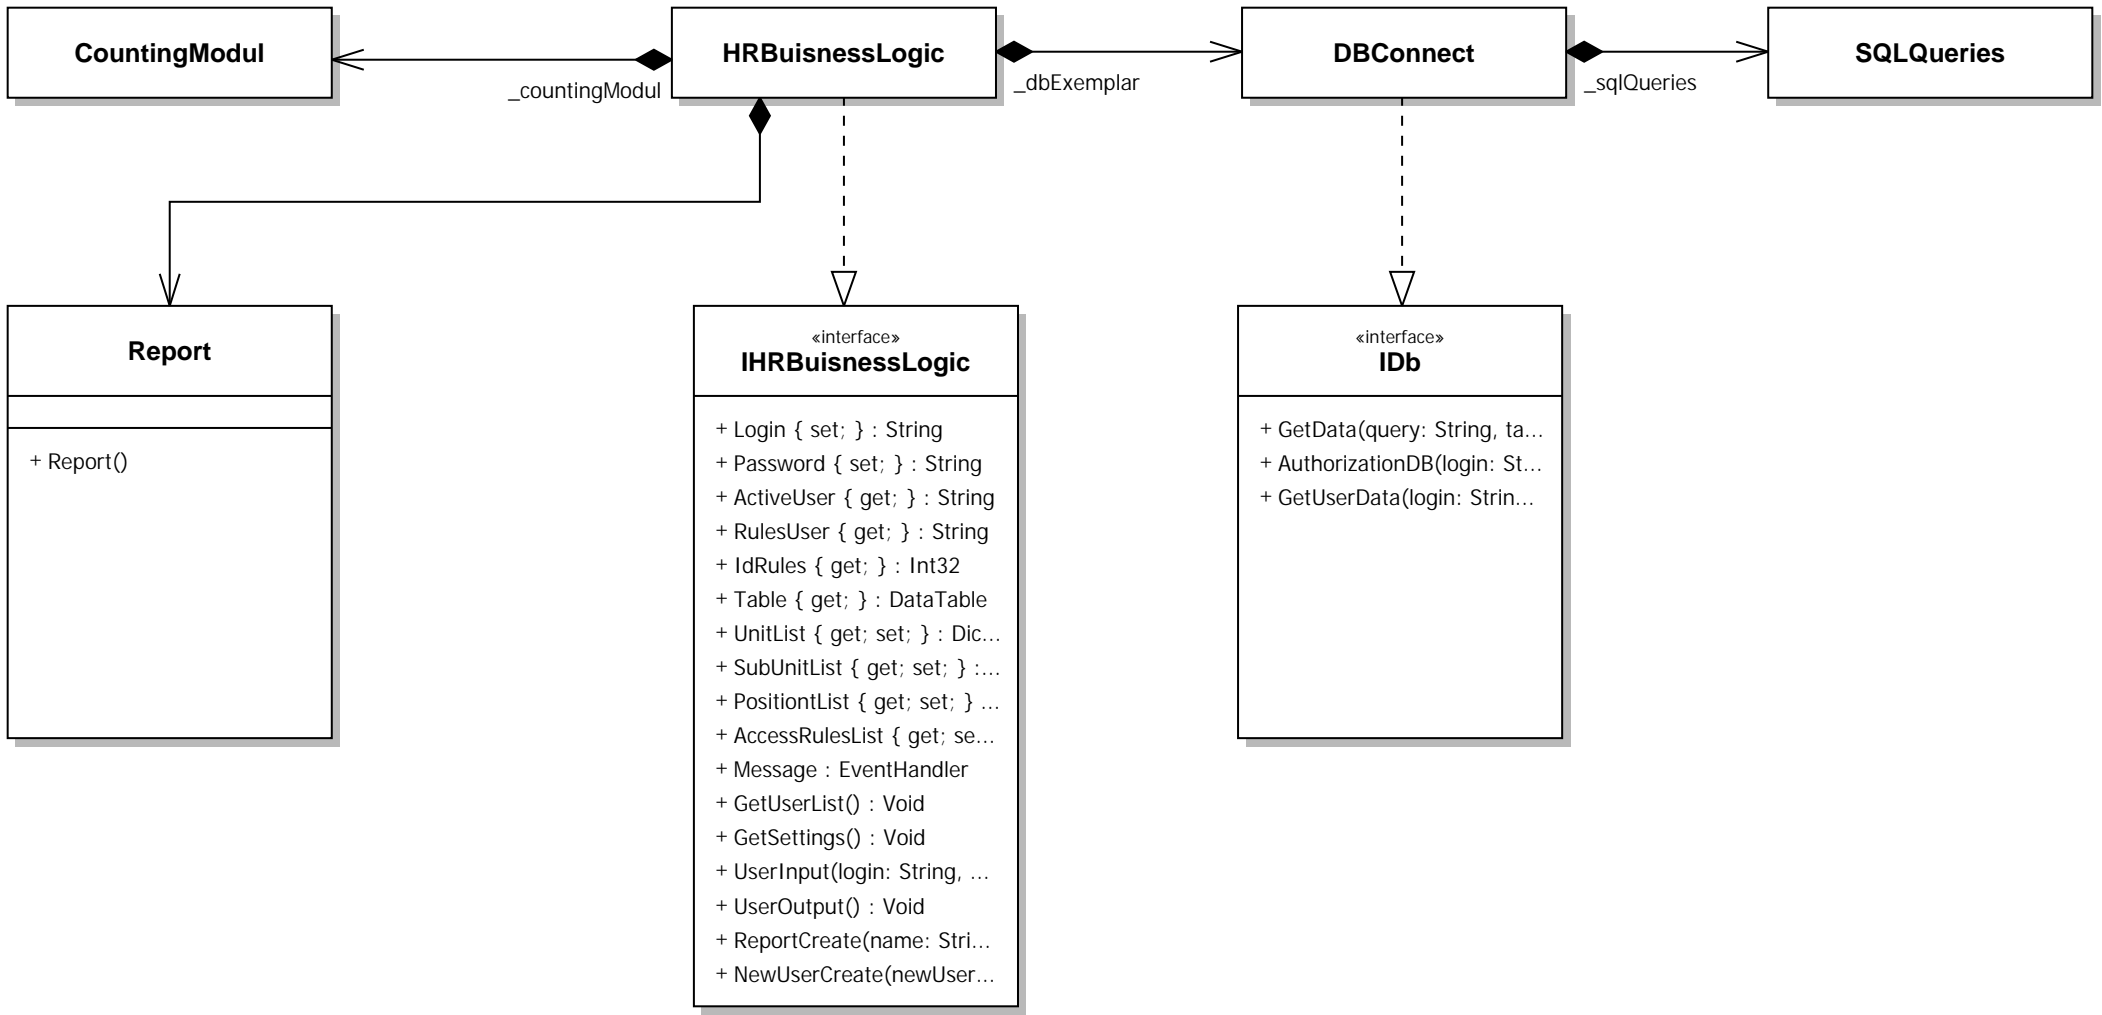 CountingModul
HRBuisnessLogic
DBConnect
SQLQueries
_countingModul
_dbExemplar
_sqlQueries
Report
+ Report()
«interface»
IHRBuisnessLogic
+ Login { set; } : String
+ Password { set; } : String
+ ActiveUser { get; } : String
+ RulesUser { get; } : String
+ IdRules { get; } : Int32
+ Table { get; } : DataTable
+ UnitList { get; set; } : Dic...
+ SubUnitList { get; set; } :...
+ PositiontList { get; set; } ...
+ AccessRulesList { get; se...
+ Message : EventHandler
+ GetUserList() : Void
+ GetSettings() : Void
+ UserInput(login: String, ...
+ UserOutput() : Void
+ ReportCreate(name: Stri...
+ NewUserCreate(newUser...
«interface»
IDb
+ GetData(query: String, ta...
+ AuthorizationDB(login: St...
+ GetUserData(login: Strin...